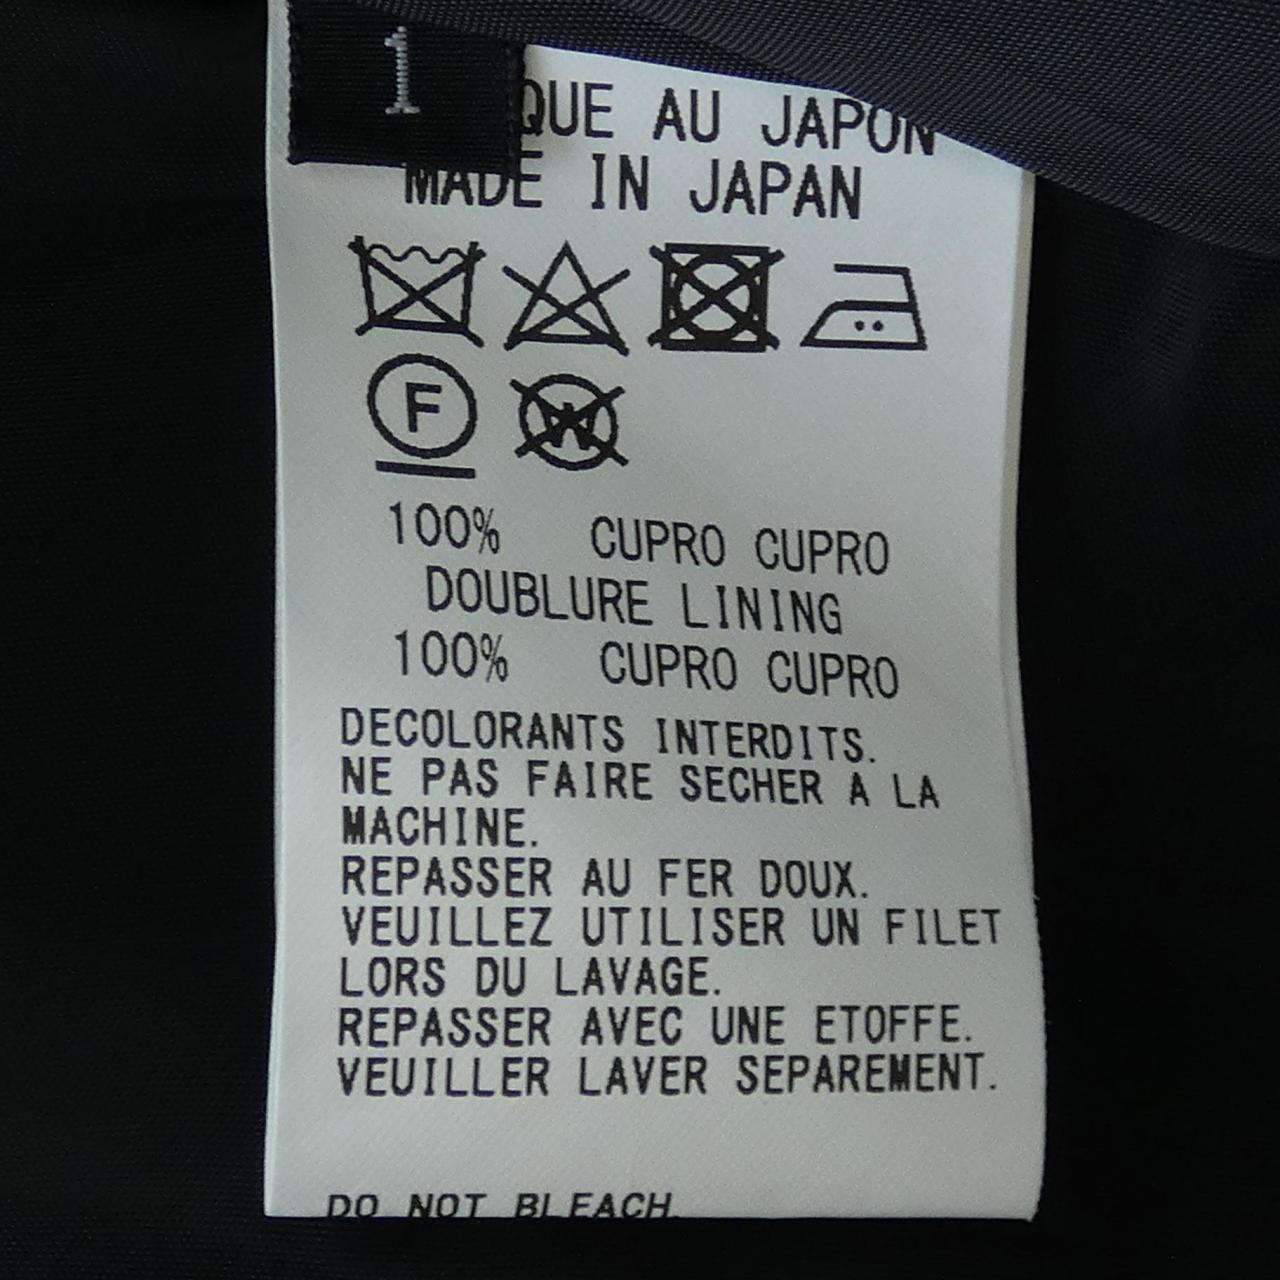 1
QUE AU JAPON
MADE IN JAPAN
F
W
100% CUPRO CUPRO
DOUBLURE LINING
100% CUPRO CUPRO
DECOLORANTS INTERDITS.
NE PAS FAIRE SECHER A LA
MACHINE.
REPASSER AU FER DOUX.
VEUILLEZ UTILISER UN FILET
LORS DU LAVAGE.
REPASSER AVEC UNE ETOFFE.
VEUILLER LAVER SEPAREMENT.
DO NOT BLEACH.